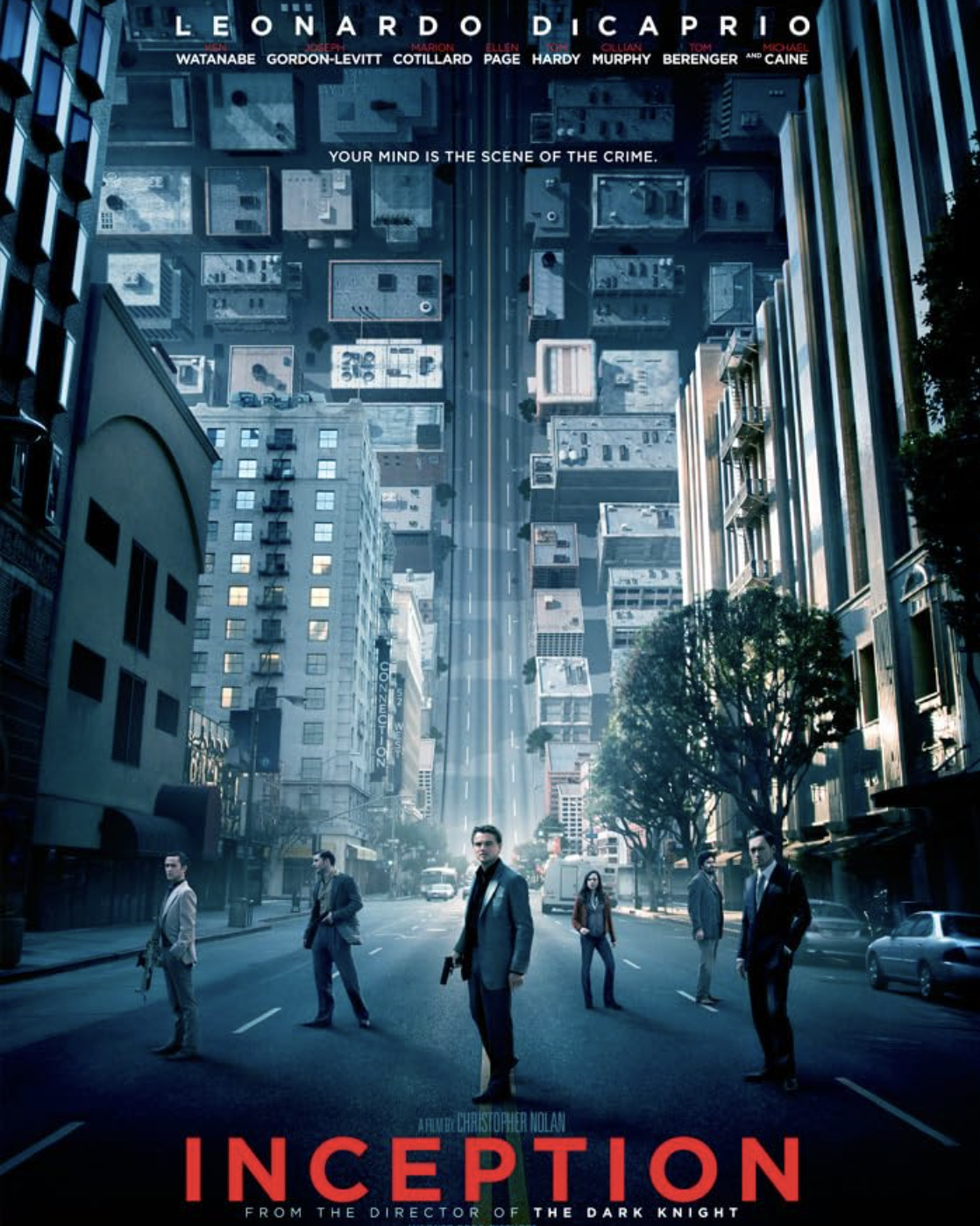 LEONARDO DiCAPRIO
KEN JOSEPH MARION ELLEN TOM CILLIAN TOM MICHAEL
WATANABE GORDON-LEVITT COTILLARD PAGE HARDY MURPHY BERENGER AND CAINE
YOUR MIND IS THE SCENE OF THE CRIME.
CONNECTION
52 WEST
A FILM BY CHRISTOPHER NOLAN
INCEPTION
FROM THE DIRECTOR OF THE DARK KNIGHT